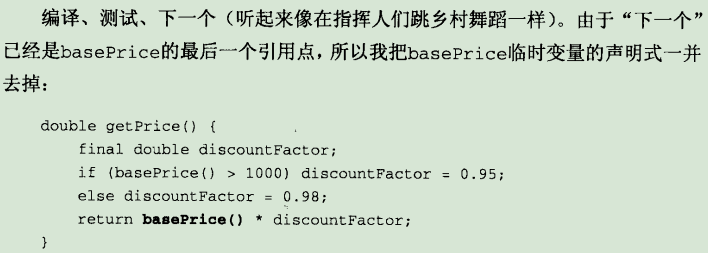 编译、测试、下一个（听起来像在指挥人们跳乡村舞蹈一样）。由于“下一个”
已经是basePrice的最后一个引用点，所以我把basePrice临时变量的声明式一并
去掉：
double getPrice() {
final double discountFactor;
if (basePrice() > 1000) discountFactor = 0.95;
else discountFactor = 0.98;
return basePrice() * discountFactor;
}